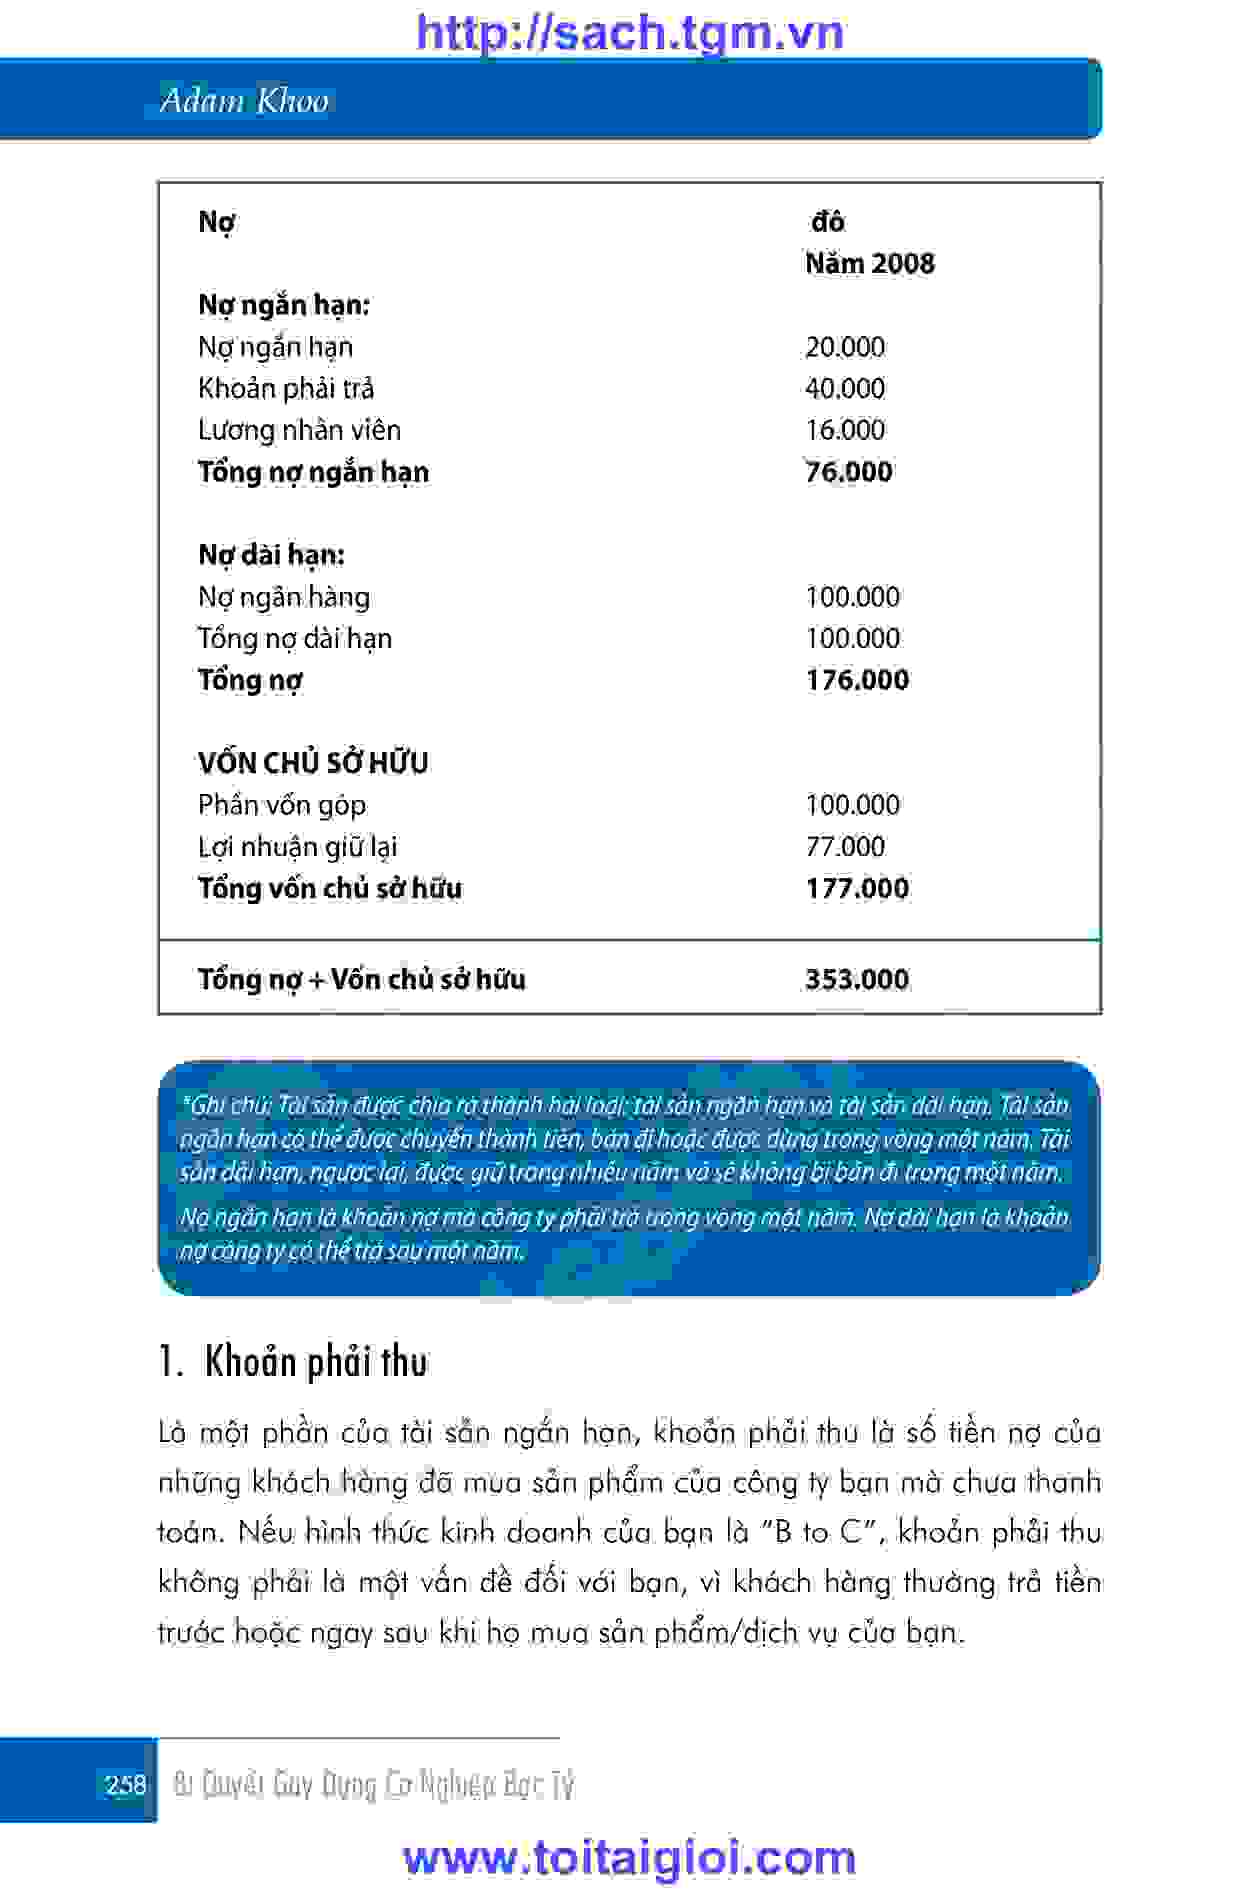 http://sach.tgm.vn
Adam Khoo
Nợ đô
Năm 2008
Nợ ngắn hạn:
Nợ ngắn hạn 20.000
Khoản phải trả 40.000
Lương nhân viên 16.000
Tổng nợ ngắn hạn 76.000
Nợ dài hạn:
Nợ ngân hàng 100.000
Tổng nợ dài hạn 100.000
Tổng nợ 176.000
VỐN CHỦ SỞ HỮU
Phần vốn góp 100.000
Lợi nhuận giữ lại 77.000
Tổng vốn chủ sở hữu 177.000
Tổng nợ + Vốn chủ sở hữu 353.000
*Ghi chú: Tài sản được chia ra thành hai loại: tài sản ngắn hạn và tài sản dài hạn. Tài sản
ngắn hạn có thể được chuyển thành tiền, bán đi hoặc được dùng trong vòng một năm. Tài
sản dài hạn, ngược lại, được giữ trong nhiều năm và sẽ không bị bán đi trong một năm.
Nợ ngắn hạn là khoản nợ mà công ty phải trả trong vòng một năm. Nợ dài hạn là khoản
nợ công ty có thể trả sau một năm.
1. Khoản phải thu
Là một phần của tài sản ngắn hạn, khoản phải thu là số tiền nợ của
những khách hàng đã mua sản phẩm của công ty bạn mà chưa thanh
toán. Nếu hình thức kinh doanh của bạn là “B to C”, khoản phải thu
không phải là một vấn đề đối với bạn, vì khách hàng thường trả tiền
trước hoặc ngay sau khi họ mua sản phẩm/dịch vụ của bạn.
258 Bí Quyết Gây Dựng Cơ Nghiệp Bạc Tỷ
www.toitaigioi.com